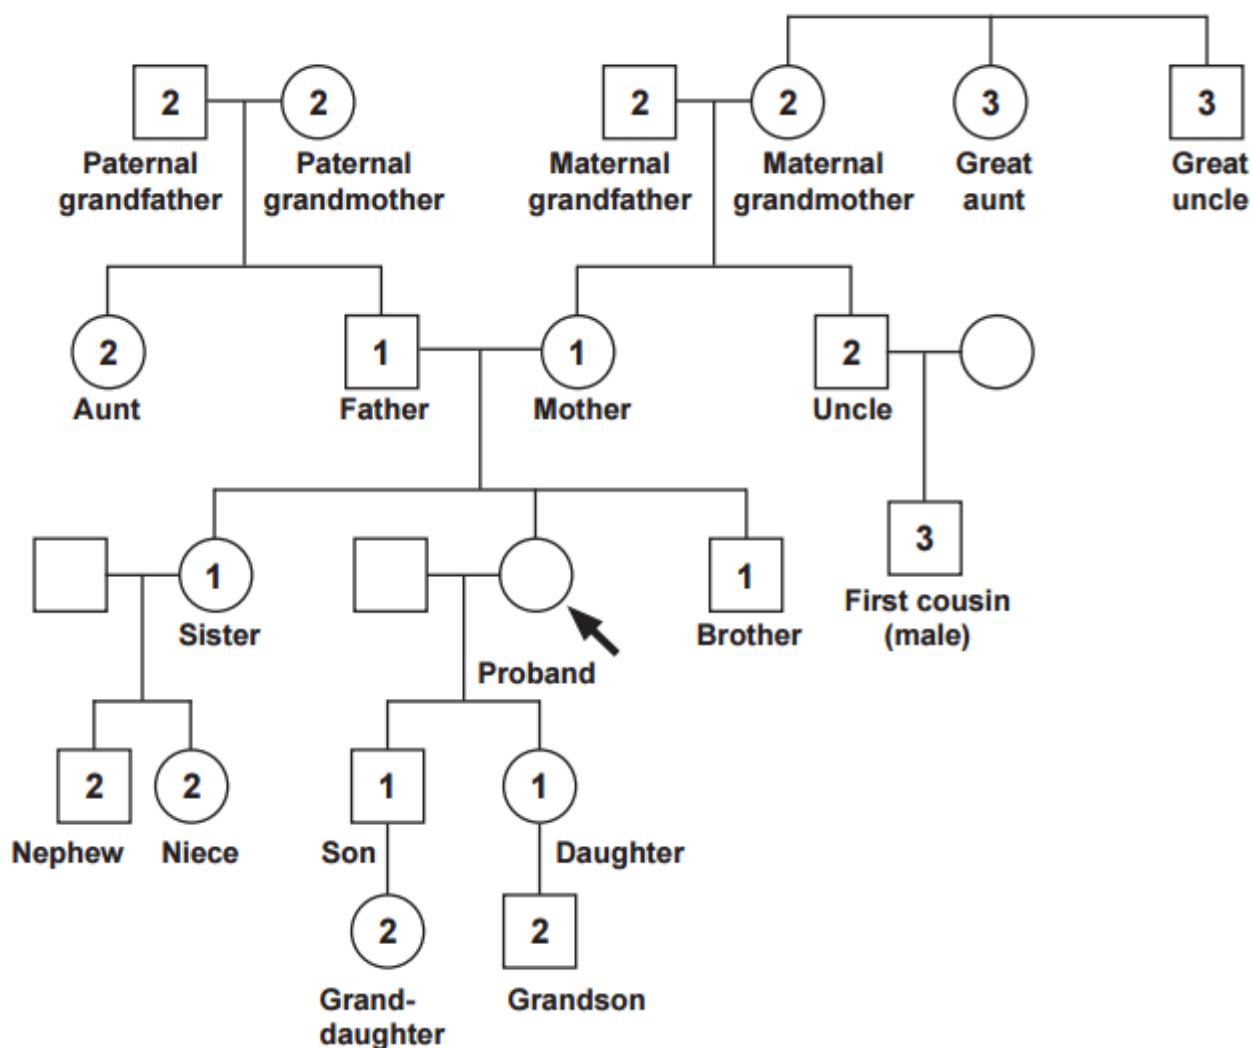 2 2 2 2 3 3
Paternal grandfather
Paternal grandmother
Maternal grandfather
Maternal grandmother
Great aunt
Great uncle
2 1 1 2
Aunt Father Mother Uncle
1 1 3
Sister
Proband
Brother
First cousin
(male)
2 2 1 1
Nephew Niece Son Daughter
2 2
Grand-
daughter
Grandson